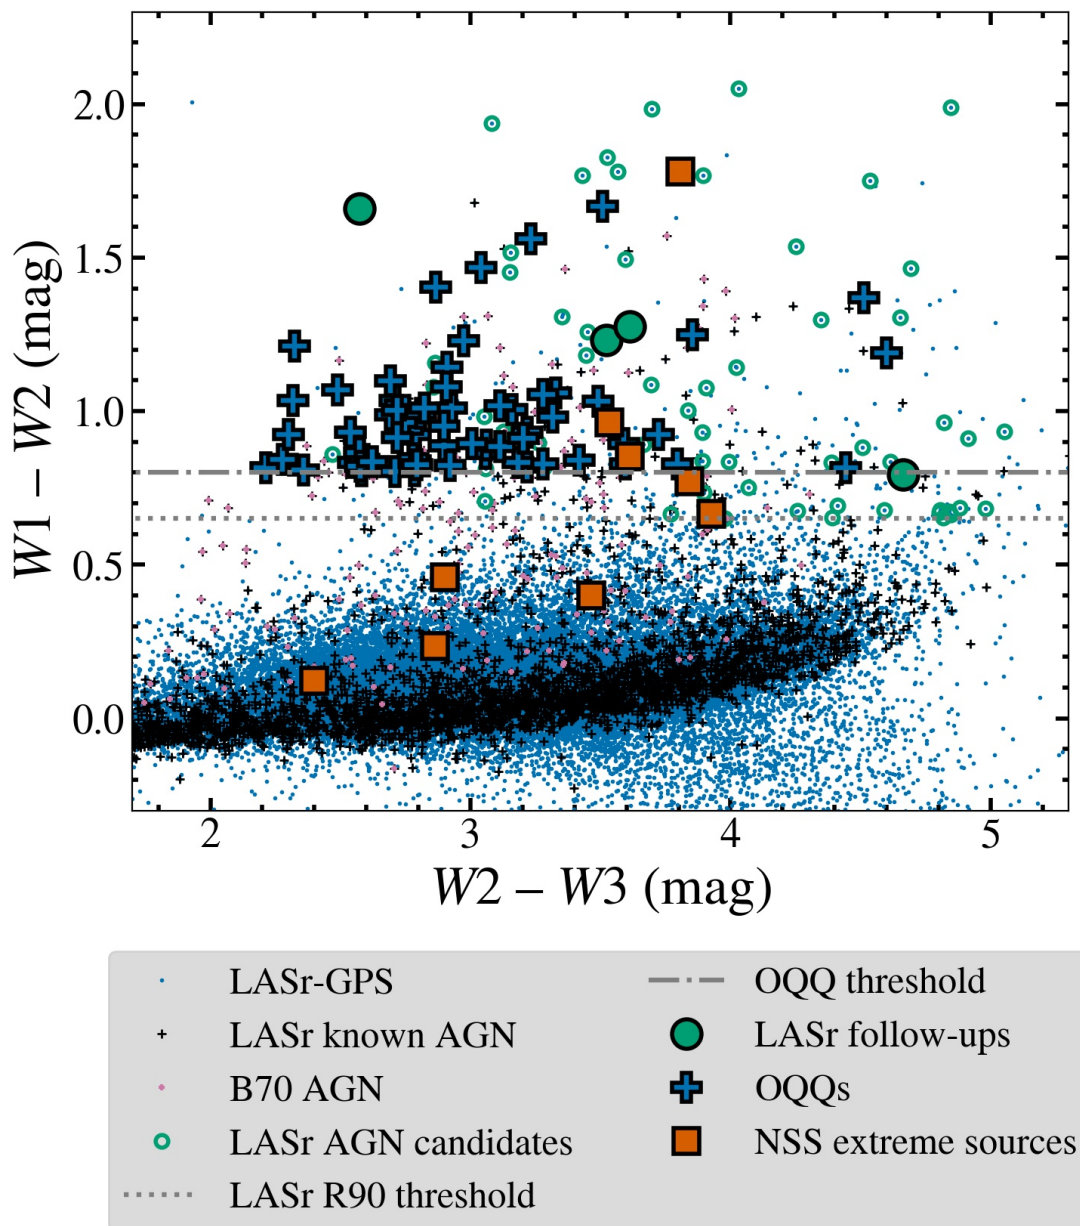 2.0
1.5
1.0
0.5
0.0
W1 – W2 (mag)
2 3 4 5
W2 – W3 (mag)
LASr-GPS
LASr known AGN
B70 AGN
LASr AGN candidates
LASr R90 threshold
OQQ threshold
LASr follow-ups
OQQs
NSS extreme sources